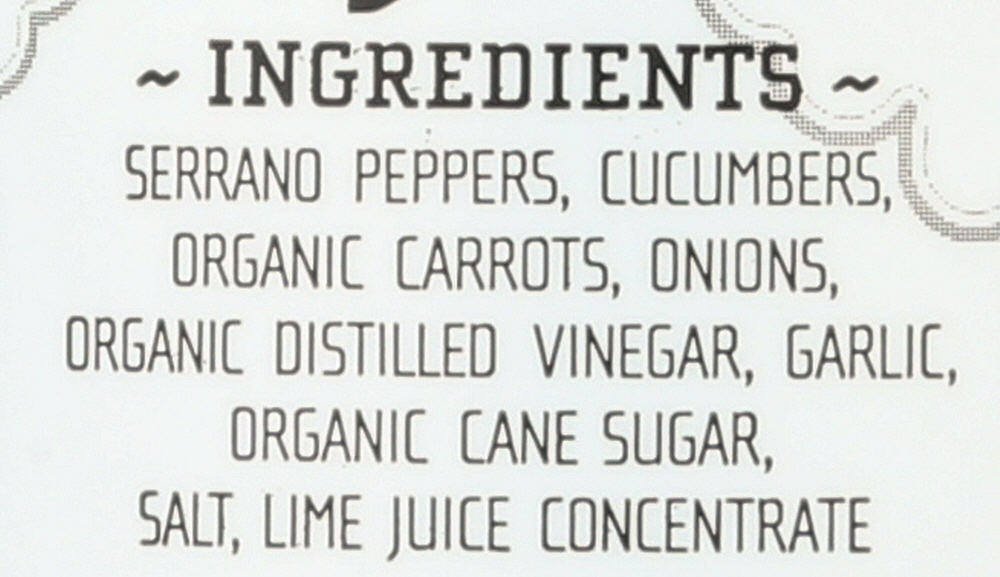 ~ INGREDIENTS ~
SERRANO PEPPERS, CUCUMBERS,
ORGANIC CARROTS, ONIONS,
ORGANIC DISTILLED VINEGAR, GARLIC,
ORGANIC CANE SUGAR,
SALT, LIME JUICE CONCENTRATE